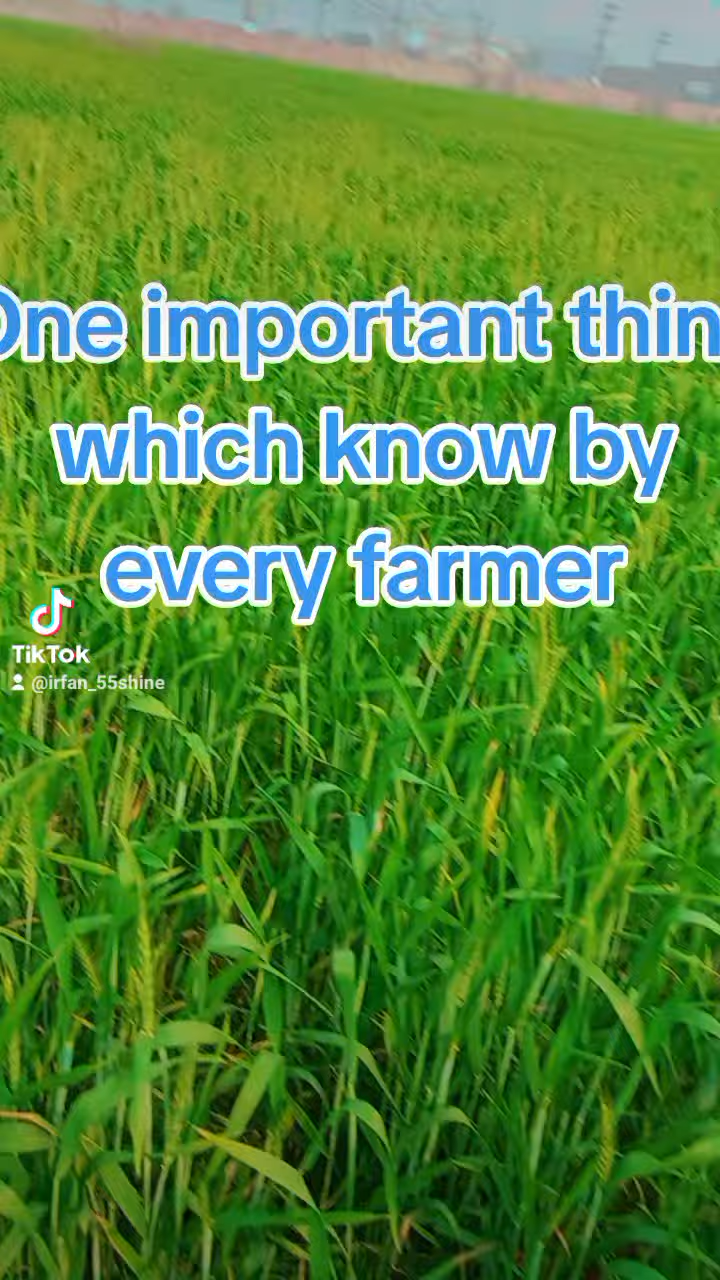 One important thin
which know by
every farmer
TikTok
@irfan_55shine